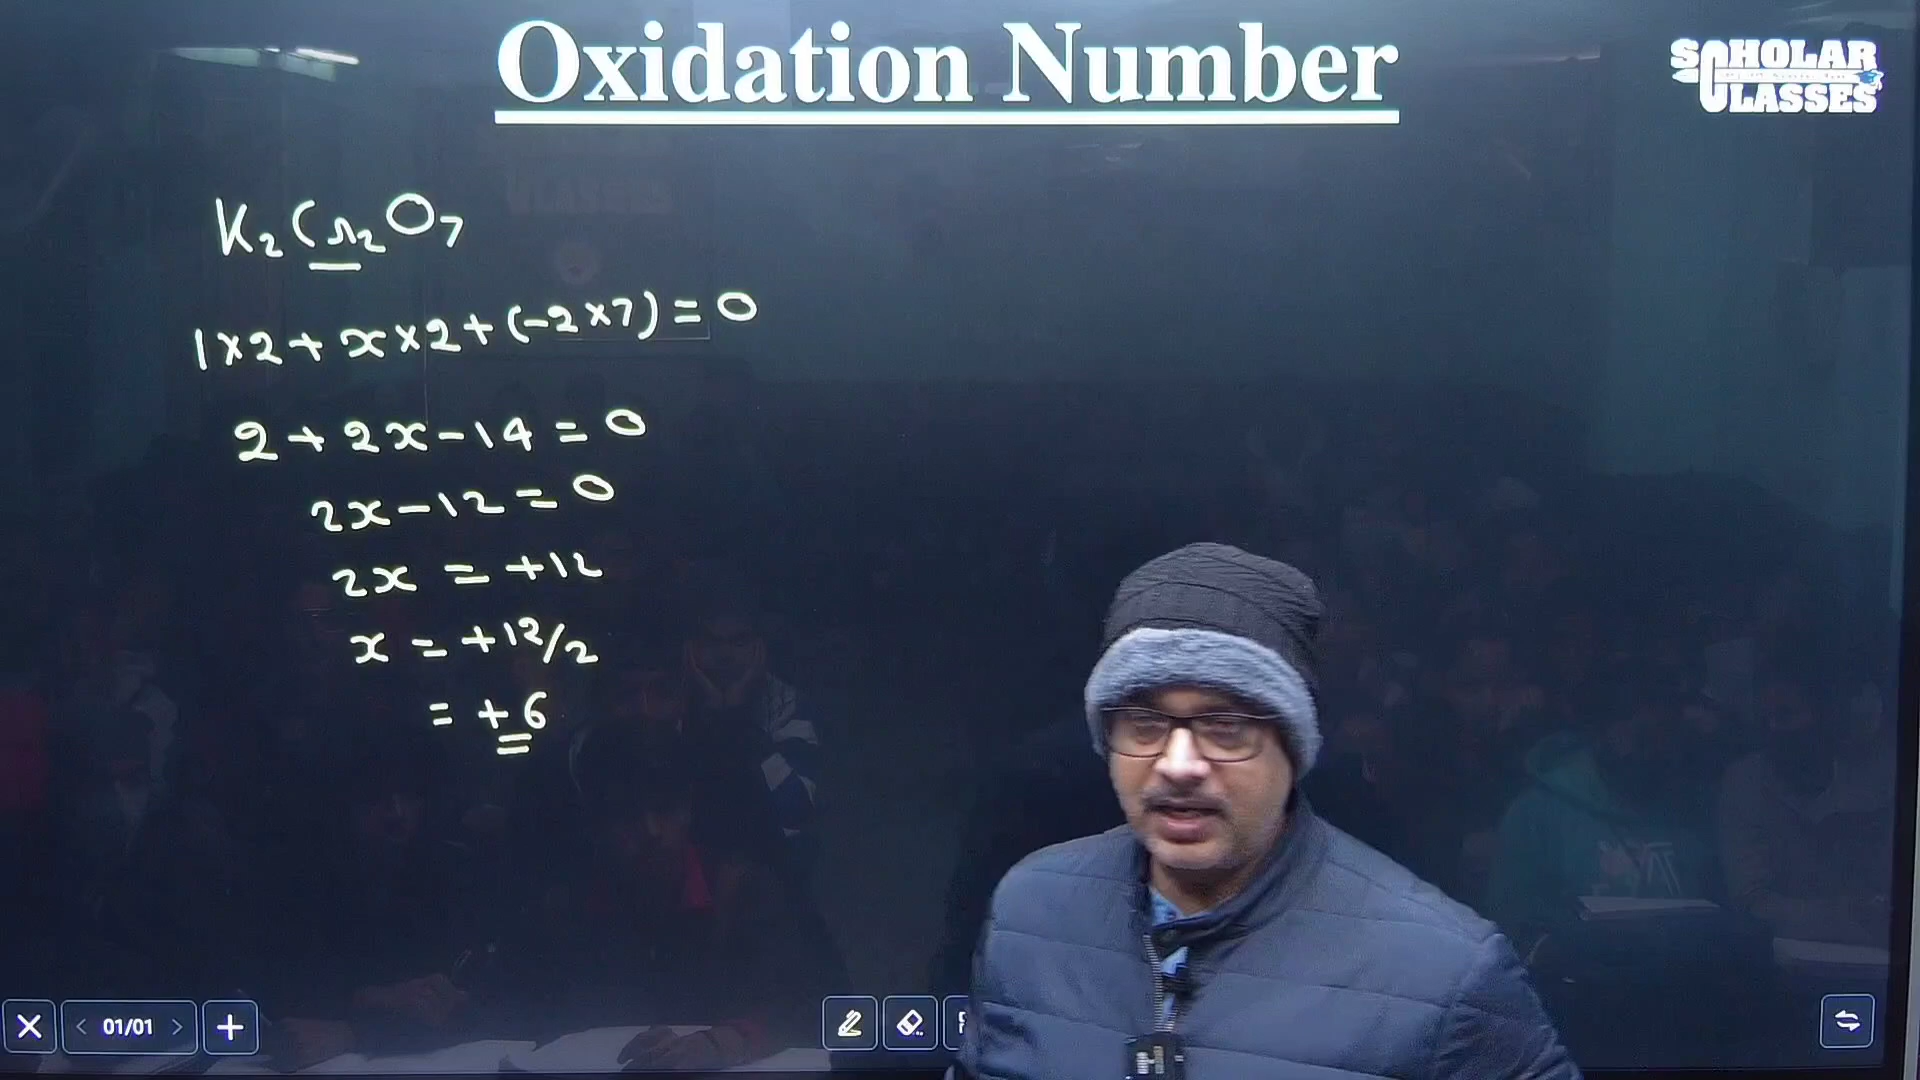 Oxidation Number
SCHOLAR
CLASSES
K₂Cr₂O₇
1×2+x×2+(-2×7)=0
2+2x-14=0
2x-12=0
2x=+12
x=+12/2
=+6
01/01